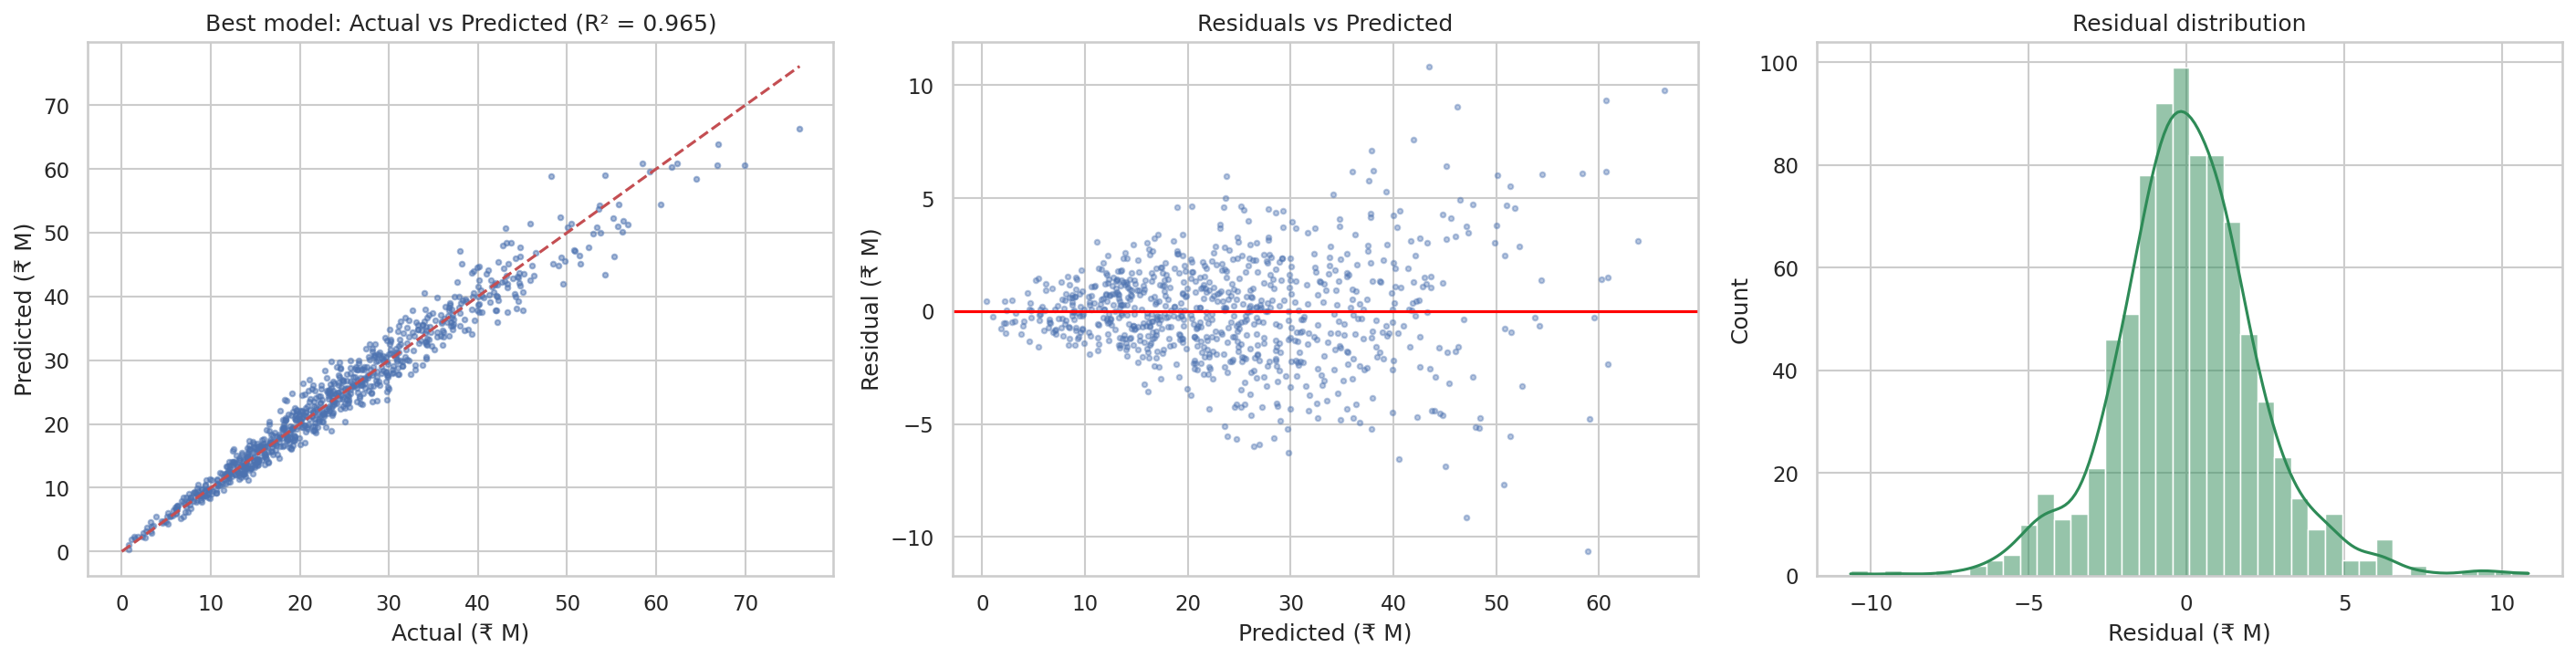 Best model: Actual vs Predicted (R² = 0.965)
Predicted (₹ M)
70
60
50
40
30
20
10
0
0 10 20 30 40 50 60 70
Actual (₹ M)
Residuals vs Predicted
Residual (₹ M)
10
5
0
−5
−10
0 10 20 30 40 50 60
Predicted (₹ M)
Residual distribution
Count
100
80
60
40
20
0
−10 −5 0 5 10
Residual (₹ M)